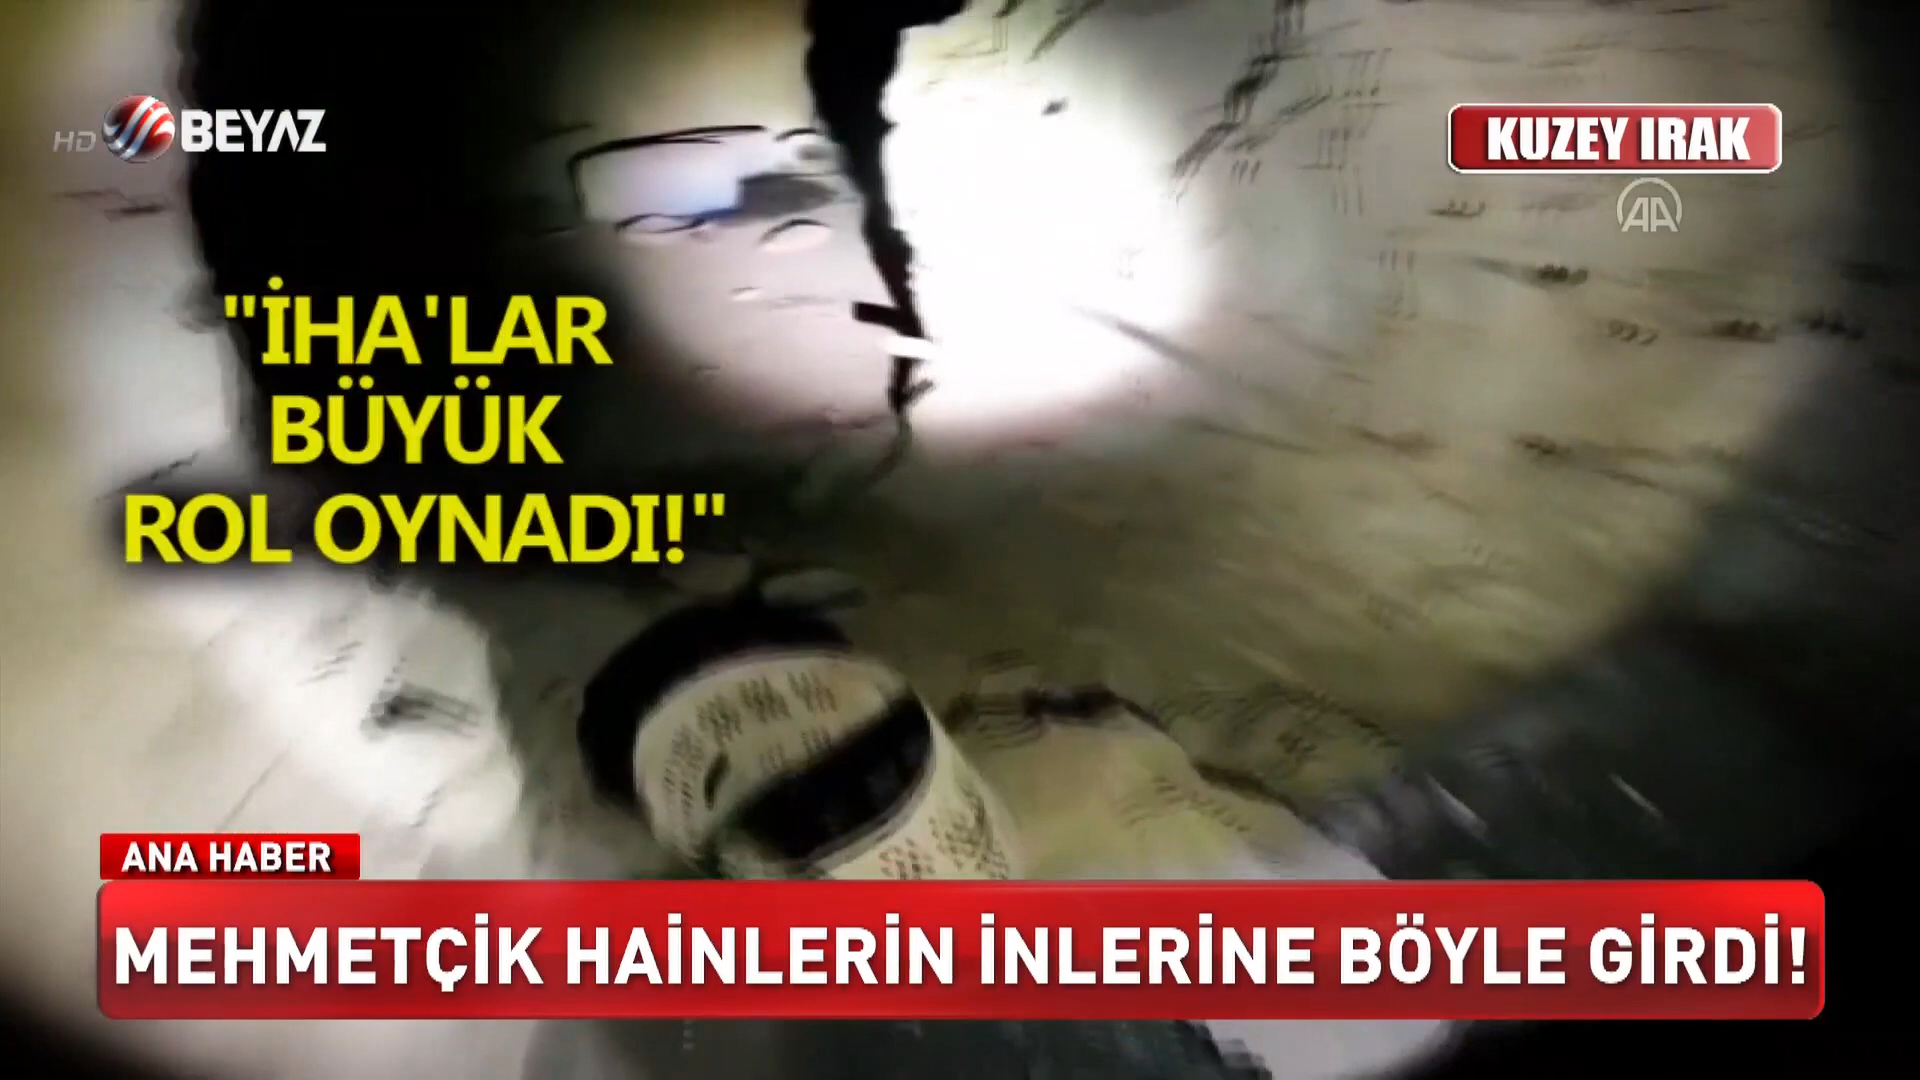 HD BEYAZ
KUZEY IRAK
AA
"İHA'LAR
BÜYÜK
ROL OYNADI!"
ANA HABER
MEHMETÇİK HAİNLERİN İNLERİNE BÖYLE GİRDİ!